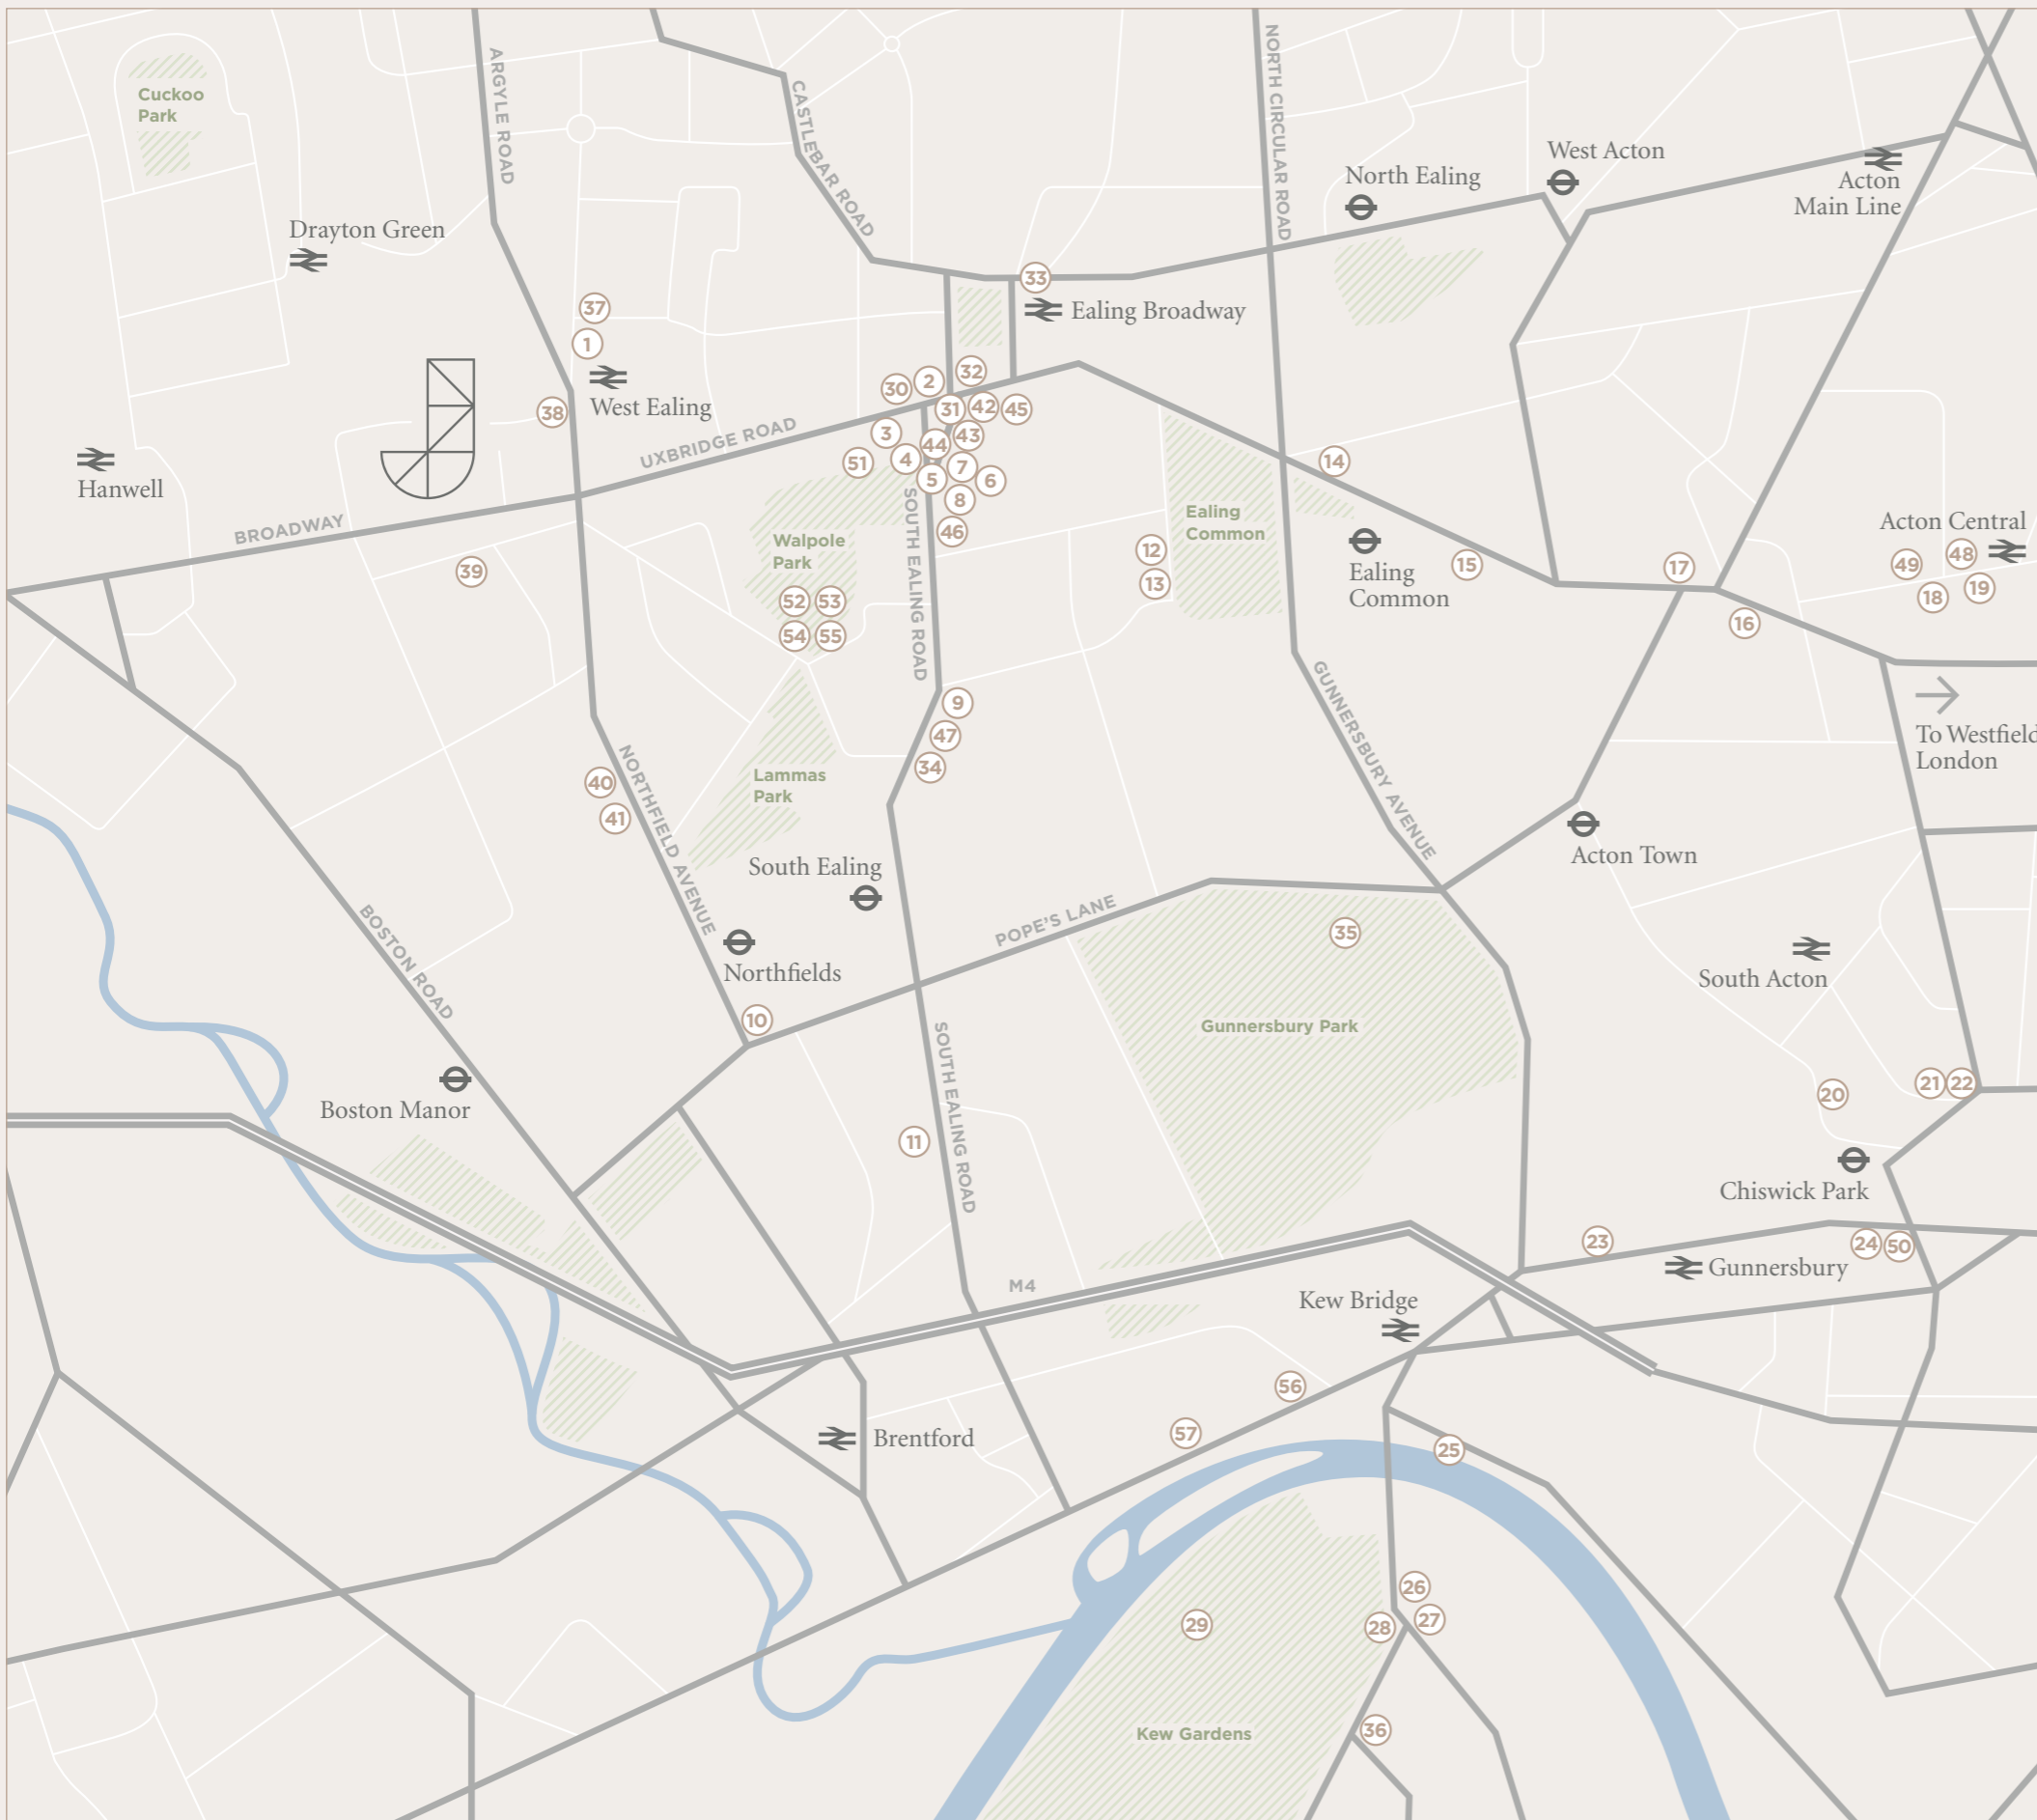 Cuckoo
Park
ARGYLE ROAD
CASTLEBAR ROAD
NORTH CIRCULAR ROAD
West Acton
North Ealing
Acton
Main Line
Drayton Green
33
Ealing Broadway
37
1
West Ealing
38
30
2
32
31
42
45
3
44
43
51
4
7
5
6
8
46
UXBRIDGE ROAD
14
Hanwell
BROADWAY
39
Walpole
Park
SOUTH EALING ROAD
Ealing
Common
12
13
Ealing
Common
15
17
16
Acton Central
49
48
18
19
52
53
54
55
9
47
34
GUNNERSBURY AVENUE
To Westfield
London
40
41
NORTHFIELD AVENUE
Lammas
Park
South Ealing
Acton Town
BOSTON ROAD
POPE'S LANE
35
Northfields
South Acton
10
Gunnersbury Park
SOUTH EALING ROAD
Boston Manor
11
20
21
22
Chiswick Park
23
24
50
Gunnersbury
M4
Kew Bridge
56
57
Brentford
25
26
27
28
29
36
Kew Gardens